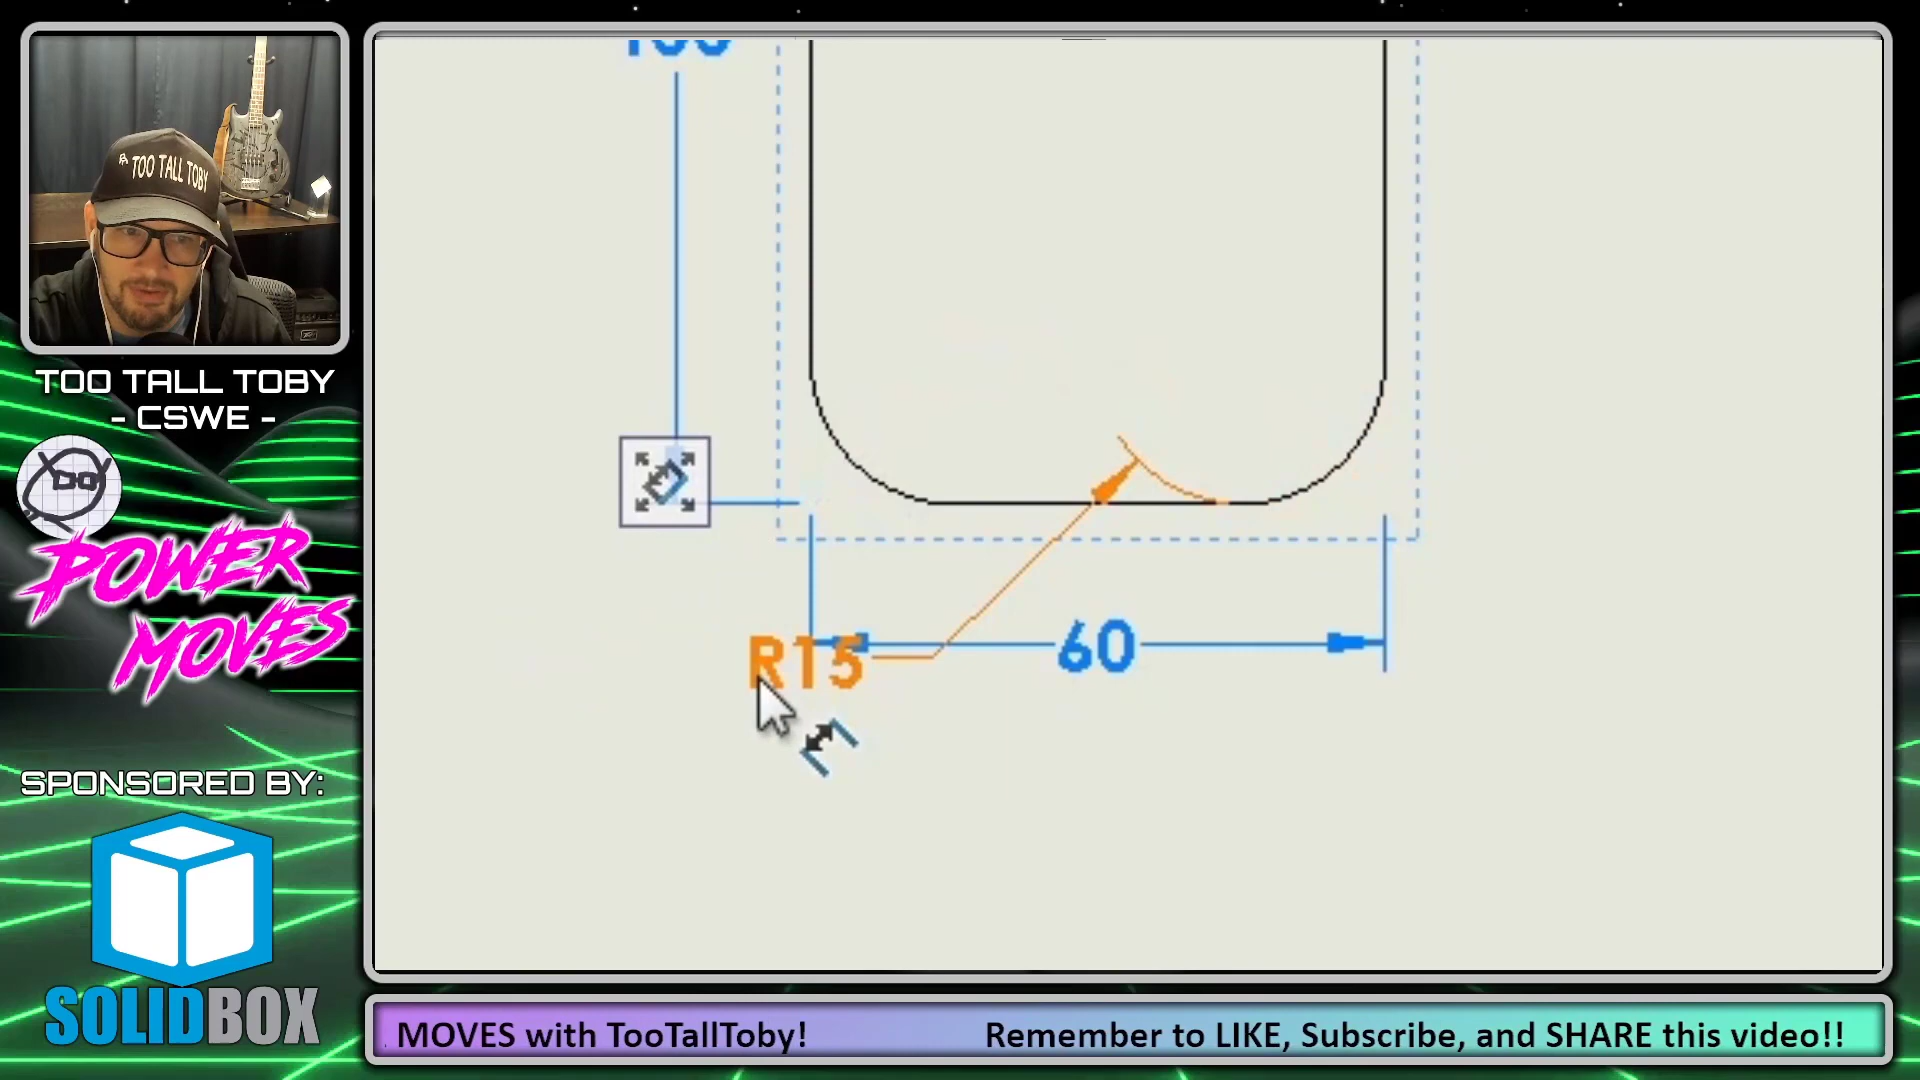 TOO TALL TOBY
TOO TALL TOBY
- CSWE -
POWER
MOVES
SPONSORED BY:
SOLIDBOX
R15
60
MOVES with TooTallToby!
Remember to LIKE, Subscribe, and SHARE this video!!